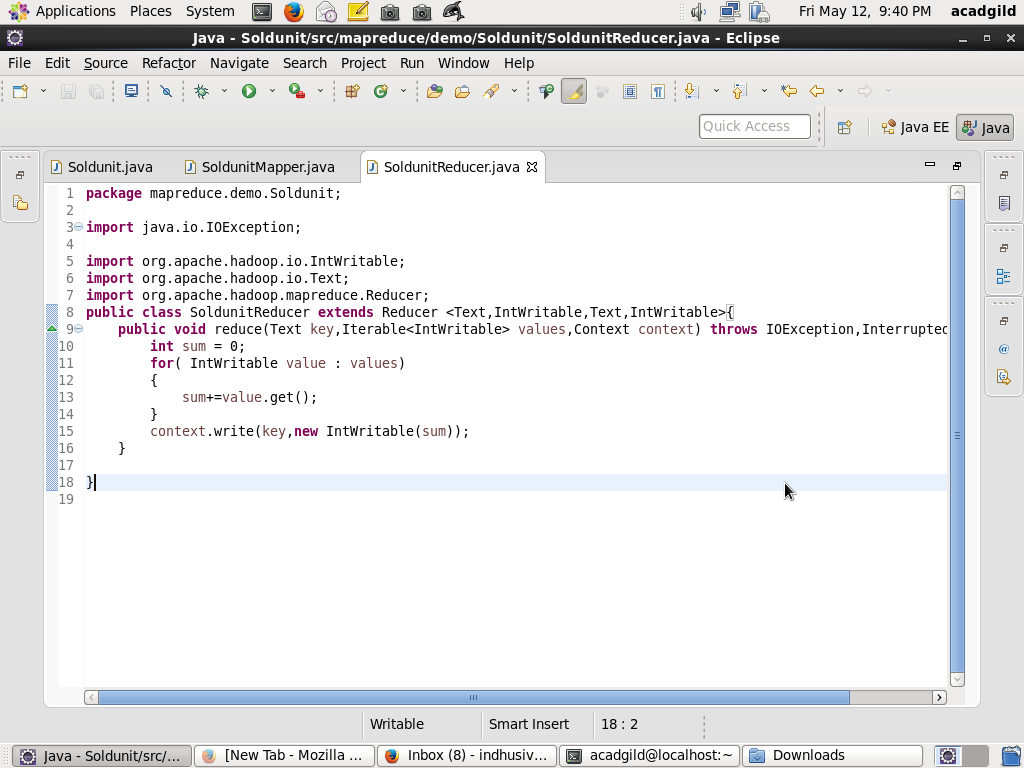 Applications Places System Fri May 12, 9:40 PM acadgild
Java - Soldunit/src/mapreduce/demo/Soldunit/SoldunitReducer.java - Eclipse
File Edit Source Refactor Navigate Search Project Run Window Help
Quick Access Java EE Java
Soldunit.java SoldunitMapper.java SoldunitReducer.java
1 package mapreduce.demo.Soldunit;
2
3 import java.io.IOException;
4
5 import org.apache.hadoop.io.IntWritable;
6 import org.apache.hadoop.io.Text;
7 import org.apache.hadoop.mapreduce.Reducer;
8 public class SoldunitReducer extends Reducer <Text,IntWritable,Text,IntWritable>{
9 public void reduce(Text key,Iterable<IntWritable> values,Context context) throws IOException,Interrupted
10 int sum = 0;
11 for( IntWritable value : values)
12 {
13 sum+=value.get();
14 }
15 context.write(key,new IntWritable(sum));
16 }
17
18 }
19
Writable Smart Insert 18 : 2
Java - Soldunit/src/... [New Tab - Mozilla ... Inbox (8) - indhusiv... acadgild@localhost:~ Downloads